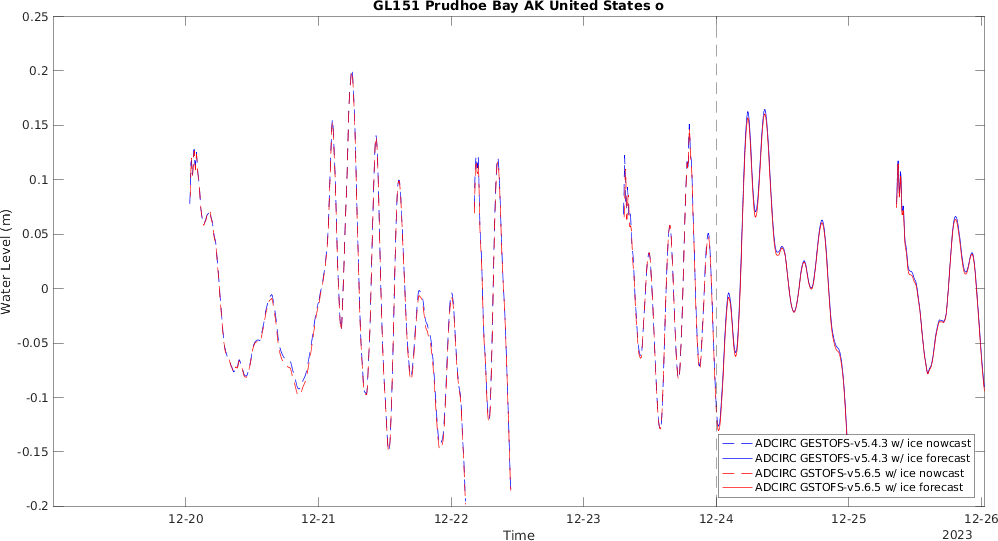 GL151 Prudhoe Bay AK United States o
0.25
0.2
0.15
0.1
0.05
0
-0.05
-0.1
-0.15
-0.2
Water Level (m)
ADCIRC GESTOFS-v5.4.3 w/ ice nowcast
ADCIRC GESTOFS-v5.4.3 w/ ice forecast
ADCIRC GSTOFS-v5.6.5 w/ ice nowcast
ADCIRC GSTOFS-v5.6.5 w/ ice forecast
12-20 12-21 12-22 12-23 12-24 12-25 12-26
Time
2023